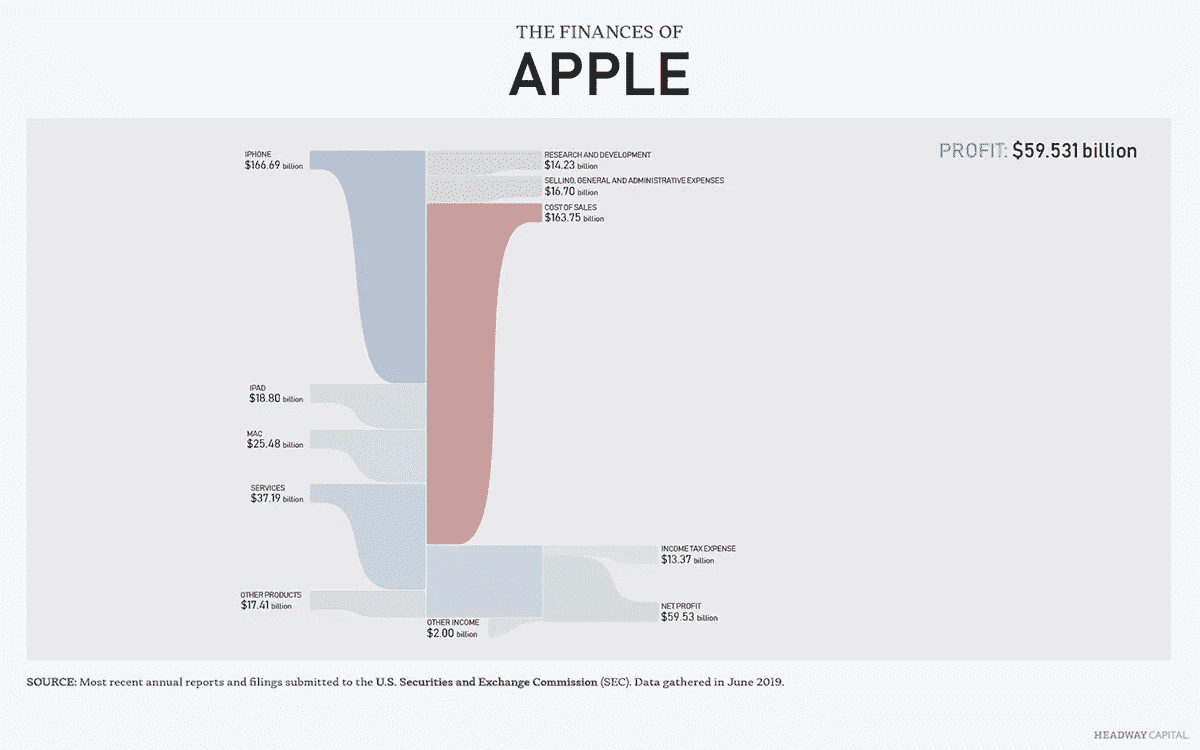 THE FINANCES OF
APPLE
PROFIT: $59.531 billion
IPHONE
$166.69 billion
IPAD
$18.80 billion
MAC
$25.48 billion
SERVICES
$37.19 billion
OTHER PRODUCTS
$17.41 billion
RESEARCH AND DEVELOPMENT
$14.23 billion
SELLING, GENERAL AND ADMINISTRATIVE EXPENSES
$16.70 billion
COST OF SALES
$163.75 billion
OTHER INCOME
$2.00 billion
INCOME TAX EXPENSE
$13.37 billion
NET PROFIT
$59.53 billion
SOURCE: Most recent annual reports and filings submitted to the U.S. Securities and Exchange Commission (SEC). Data gathered in June 2019.
HEADWAY CAPITAL.